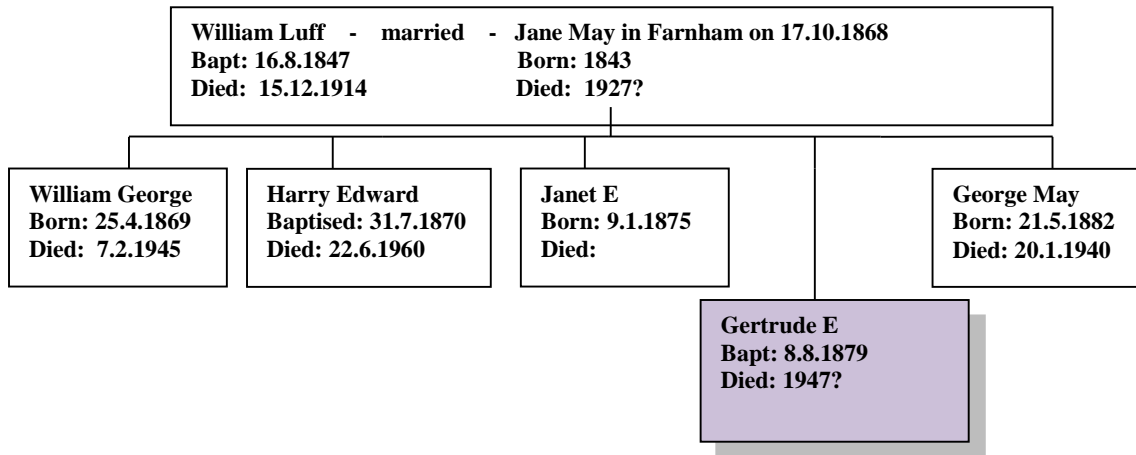 William Luff - married - Jane May in Farnham on 17.10.1868
Bapt: 16.8.1847 Born: 1843
Died: 15.12.1914 Died: 1927?
William George
Born: 25.4.1869
Died: 7.2.1945
Harry Edward
Baptised: 31.7.1870
Died: 22.6.1960
Janet E
Born: 9.1.1875
Died:
George May
Born: 21.5.1882
Died: 20.1.1940
Gertrude E
Bapt: 8.8.1879
Died: 1947?